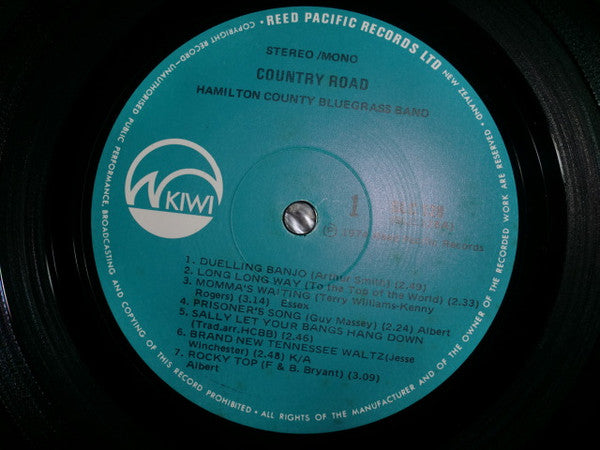 REED PACIFIC RECORDS LTD NEW ZEALAND. ALL RIGHTS OF THE MANUFACTURER AND OF THE OWNER OF THE RECORDED WORK ARE RESERVED
COPYRIGHT RECORD—UNAUTHORISED PUBLIC PERFORMANCE, BROADCASTING AND COPYING OF THIS RECORD PROHIBITED •
STEREO/MONO
COUNTRY ROAD
HAMILTON COUNTY BLUEGRASS BAND
KIWI
1
℗ 1974 Reed Pacific Records
1. DUELLING BANJO (Arthur Smith) (2.49)
2. LONG LONG WAY (To the Top of the World) (2.33)
3. MOMMA'S WAITING (Terry Williams-Kenny
Rogers) (3.14) Essex
4. PRISONER'S SONG (Guy Massey) (2.24) Albert
5. SALLY LET YOUR BANGS HANG DOWN
(Trad.arr.HCBB) (2.46)
6. BRAND NEW TENNESSEE WALTZ(Jesse
Winchester) (2.48) K/A
7. ROCKY TOP (F & B. Bryant) (3.09)
Albert